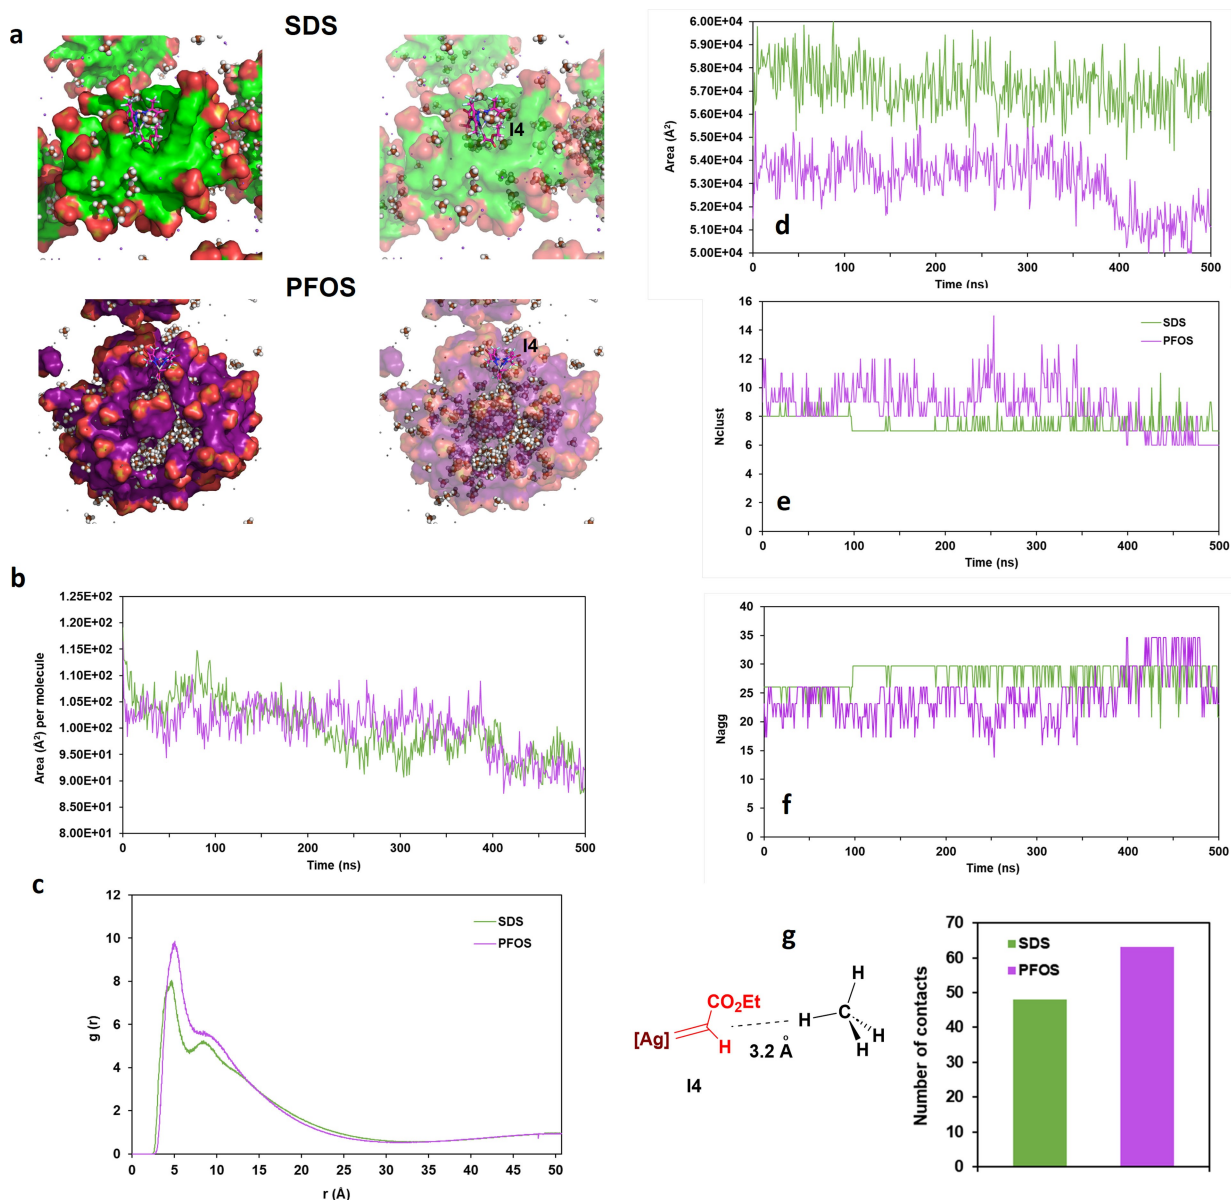 a
SDS
I4
PFOS
I4
b
1.25E+02
1.20E+02
1.15E+02
1.10E+02
1.05E+02
1.00E+02
9.50E+01
9.00E+01
8.50E+01
8.00E+01
Area (Å²) per molecule
0 100 200 300 400 500
Time (ns)
c
12
10
8
6
4
2
0
g (r)
SDS
PFOS
0 5 10 15 20 25 30 35 40 45 50
r (Å)
6.00E+04
5.90E+04
5.80E+04
5.70E+04
5.60E+04
5.50E+04
5.40E+04
5.30E+04
5.20E+04
5.10E+04
5.00E+04
Area (Å²)
d
0 100 200 300 400 500
Time (ns)
16
14
12
10
8
6
4
2
0
Nclust
SDS
PFOS
e
0 100 200 300 400 500
Time (ns)
40
35
30
25
20
15
10
5
0
Nagg
f
0 100 200 300 400 500
Time (ns)
g
CO2Et
[Ag]
H
3.2 Å
H
H
C
H
H
I4
70
60
50
40
30
20
10
0
Number of contacts
SDS
PFOS